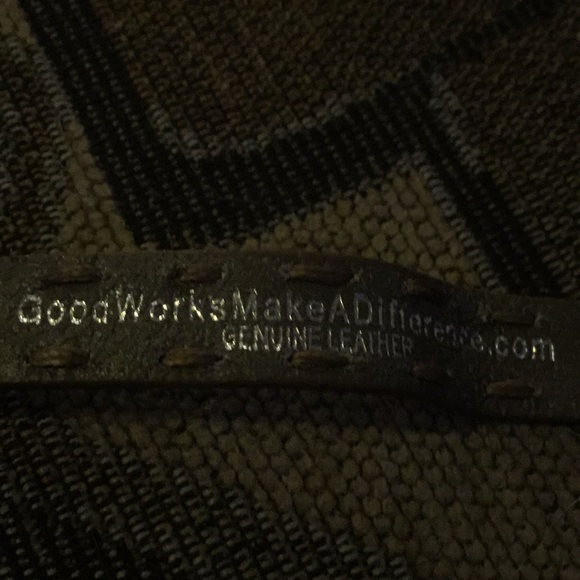 GoodWorksMakeADifference.com
GENUINE LEATHER